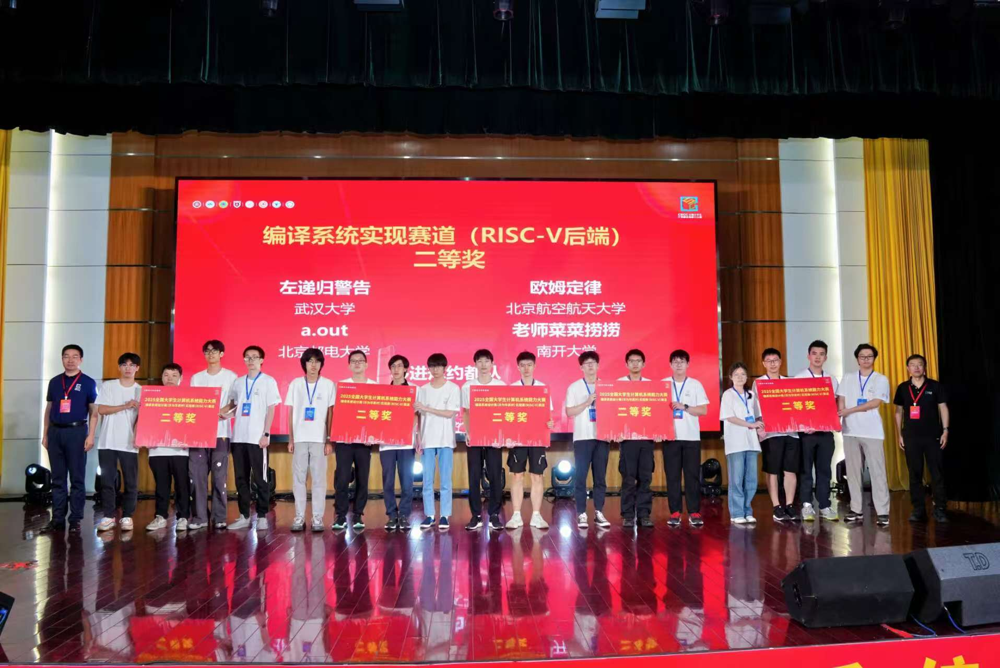 编译系统实现赛道（RISC-V后端）
二等奖
左递归警告
欧姆定律
武汉大学
北京航空航天大学
a.out
老师菜菜捞捞
北京邮电大学
南开大学
进
约都队
2025全国大学生计算机系统能力大赛
编译系统设计赛(华为毕昇杯)实现赛(RISC-V)赛道
二等奖
2025全国大学生计算机系统能力大赛
编译系统设计赛(华为毕昇杯)实现赛(RISC-V)赛道
二等奖
2025全国大学生计算机系统能力大赛
编译系统设计赛(华为毕昇杯)实现赛(RISC-V)赛道
二等奖
2025全国大学生计算机系统能力大赛
编译系统设计赛(华为毕昇杯)实现赛(RISC-V)赛道
二等奖
2025全国大学生计算机系统能力大赛
编译系统设计赛(华为毕昇杯)实现赛(RISC-V)赛道
二等奖
T.D